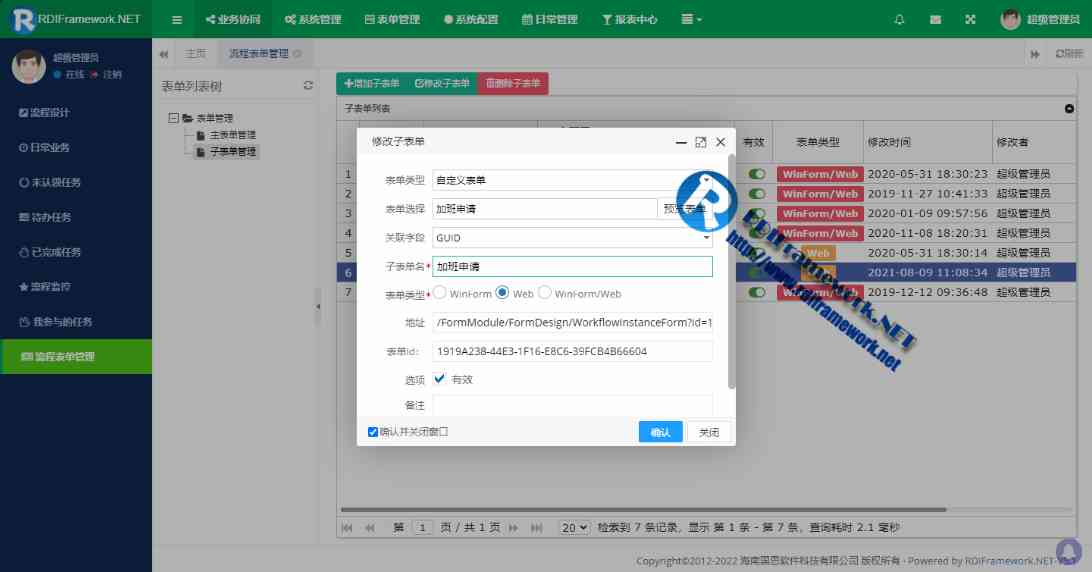 RDIFramework.NET
业务协同 系统管理 表单管理 系统配置 日常管理 报表中心 超级管理员
超级管理员
在线 注销
主页 流程表单管理 刷新
流程设计
日常业务
未认领任务
待办任务
已完成任务
流程监控
我参与的任务
流程表单管理
表单列表树
表单管理
主表单管理
子表单管理
增加子表单 修改子表单 删除子表单
子表单列表
有效 表单类型 修改时间 修改者
1 WinForm/Web 2020-05-31 18:30:23 超级管理员
2 WinForm/Web 2019-11-27 10:41:33 超级管理员
3 WinForm/Web 2020-01-09 09:57:56 超级管理员
4 WinForm/Web 2020-11-08 18:20:31 超级管理员
5 Web 2020-05-31 18:30:14 超级管理员
6 2021-08-09 11:08:34 超级管理员
7 WinForm/Web 2019-12-12 09:36:48 超级管理员
修改子表单
表单类型 自定义表单
表单选择 加班申请 预览表单
关联字段 GUID
子表单名* 加班申请
表单类型* WinForm Web WinForm/Web
地址 /FormModule/FormDesign/WorkflowInstanceForm?id=1
表单id: 1919A238-44E3-1F16-E8C6-39FCB4B66604
选项 有效
备注
确认并关闭窗口 确认 关闭
RDIFramework.NET
http://www.rdiframework.net
第 1 页 / 共 1 页 20 检索到 7 条记录，显示 第 1 条 - 第 7 条，查询耗时 2.1 毫秒
Copyright©2012-2022 海南国思软件科技有限公司 版权所有 · Powered by RDIFramework.NET-V5.1